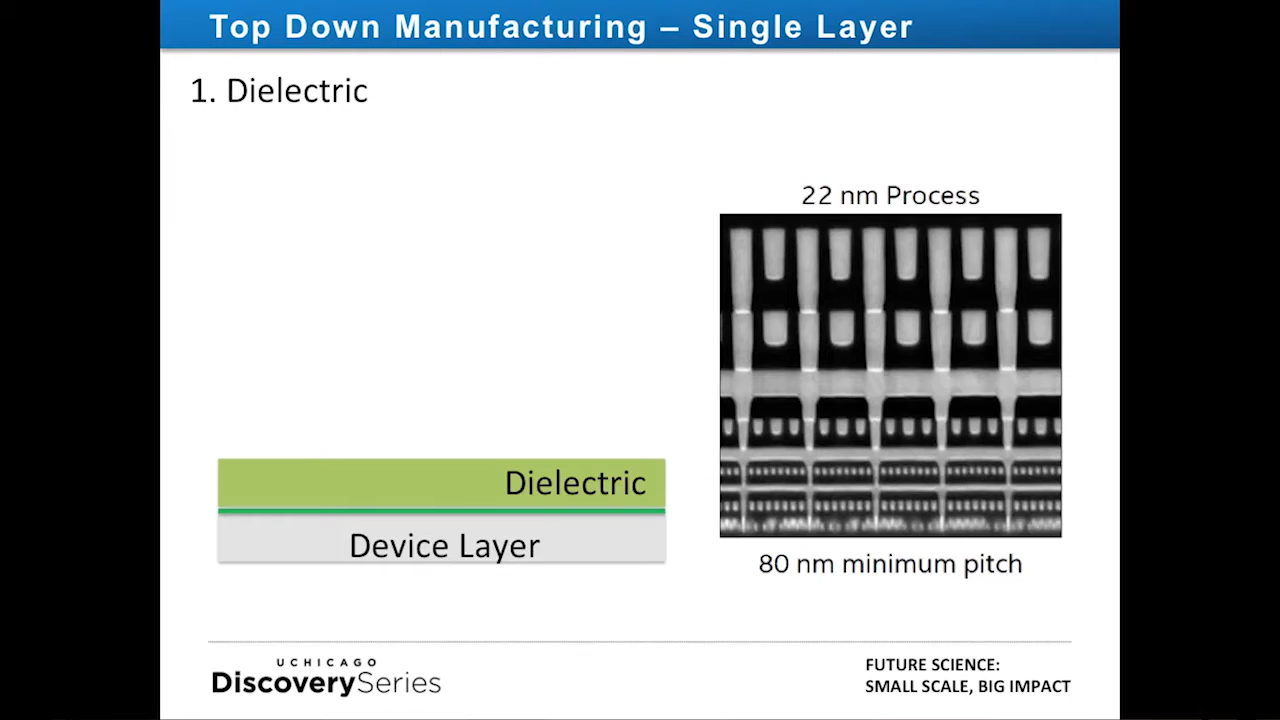 Top Down Manufacturing – Single Layer
1. Dielectric
22 nm Process
Dielectric
Device Layer
80 nm minimum pitch
UCHICAGO
DiscoverySeries
FUTURE SCIENCE:
SMALL SCALE, BIG IMPACT